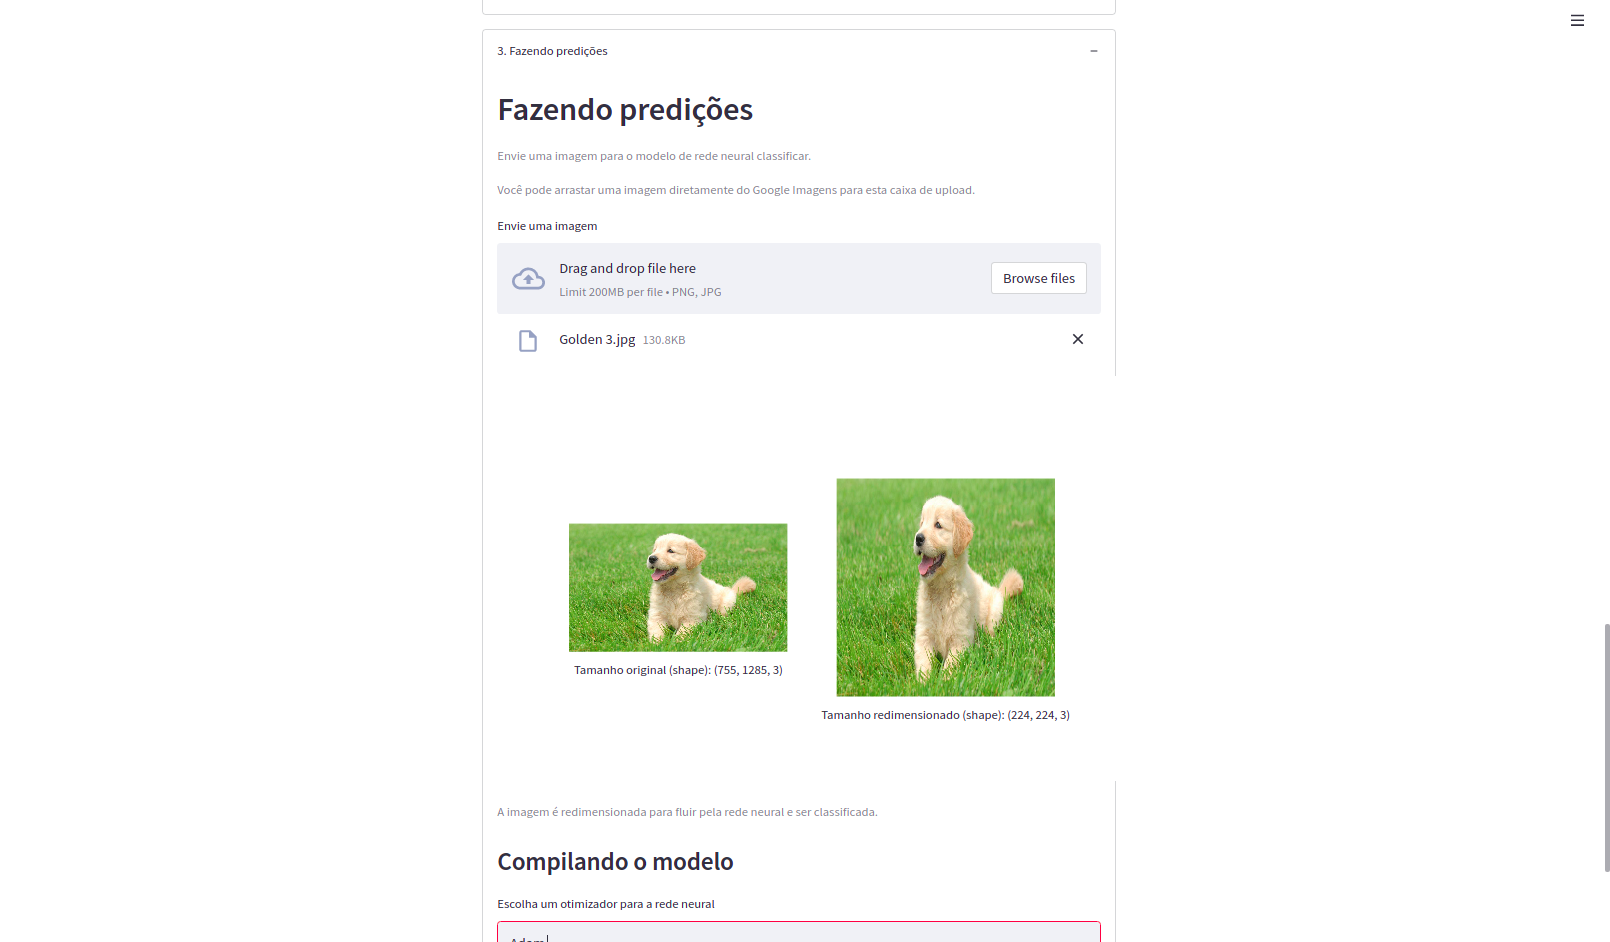 3. Fazendo predições
Fazendo predições
Envie uma imagem para o modelo de rede neural classificar.
Você pode arrastar uma imagem diretamente do Google Imagens para esta caixa de upload.
Envie uma imagem
Drag and drop file here
Limit 200MB per file • PNG, JPG
Browse files
Golden 3.jpg 130.8KB
Tamanho original (shape): (755, 1285, 3)
Tamanho redimensionado (shape): (224, 224, 3)
A imagem é redimensionada para fluir pela rede neural e ser classificada.
Compilando o modelo
Escolha um otimizador para a rede neural
Adam